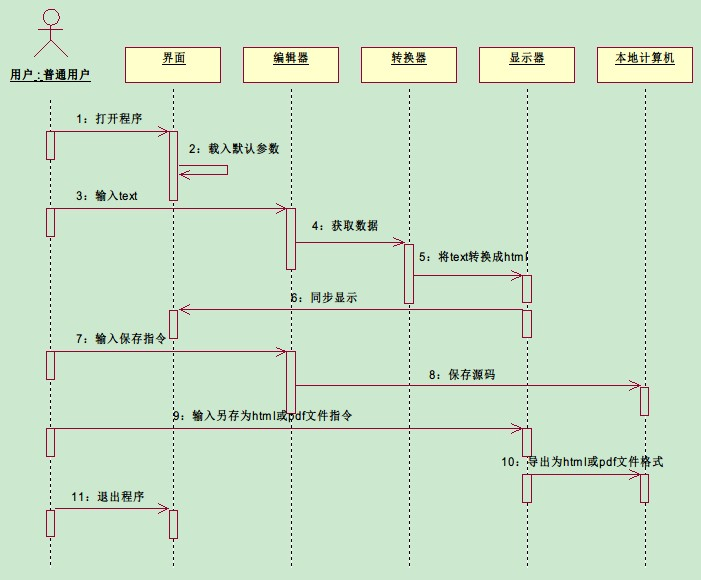 界面
编辑器
转换器
显示器
本地计算机
用户 : 普通用户
1：打开程序
2：载入默认参数
3：输入text
4：获取数据
5：将text转换成html
6：同步显示
7：输入保存指令
8：保存源码
9：输入另存为html或pdf文件指令
10：导出为html或pdf文件格式
11：退出程序